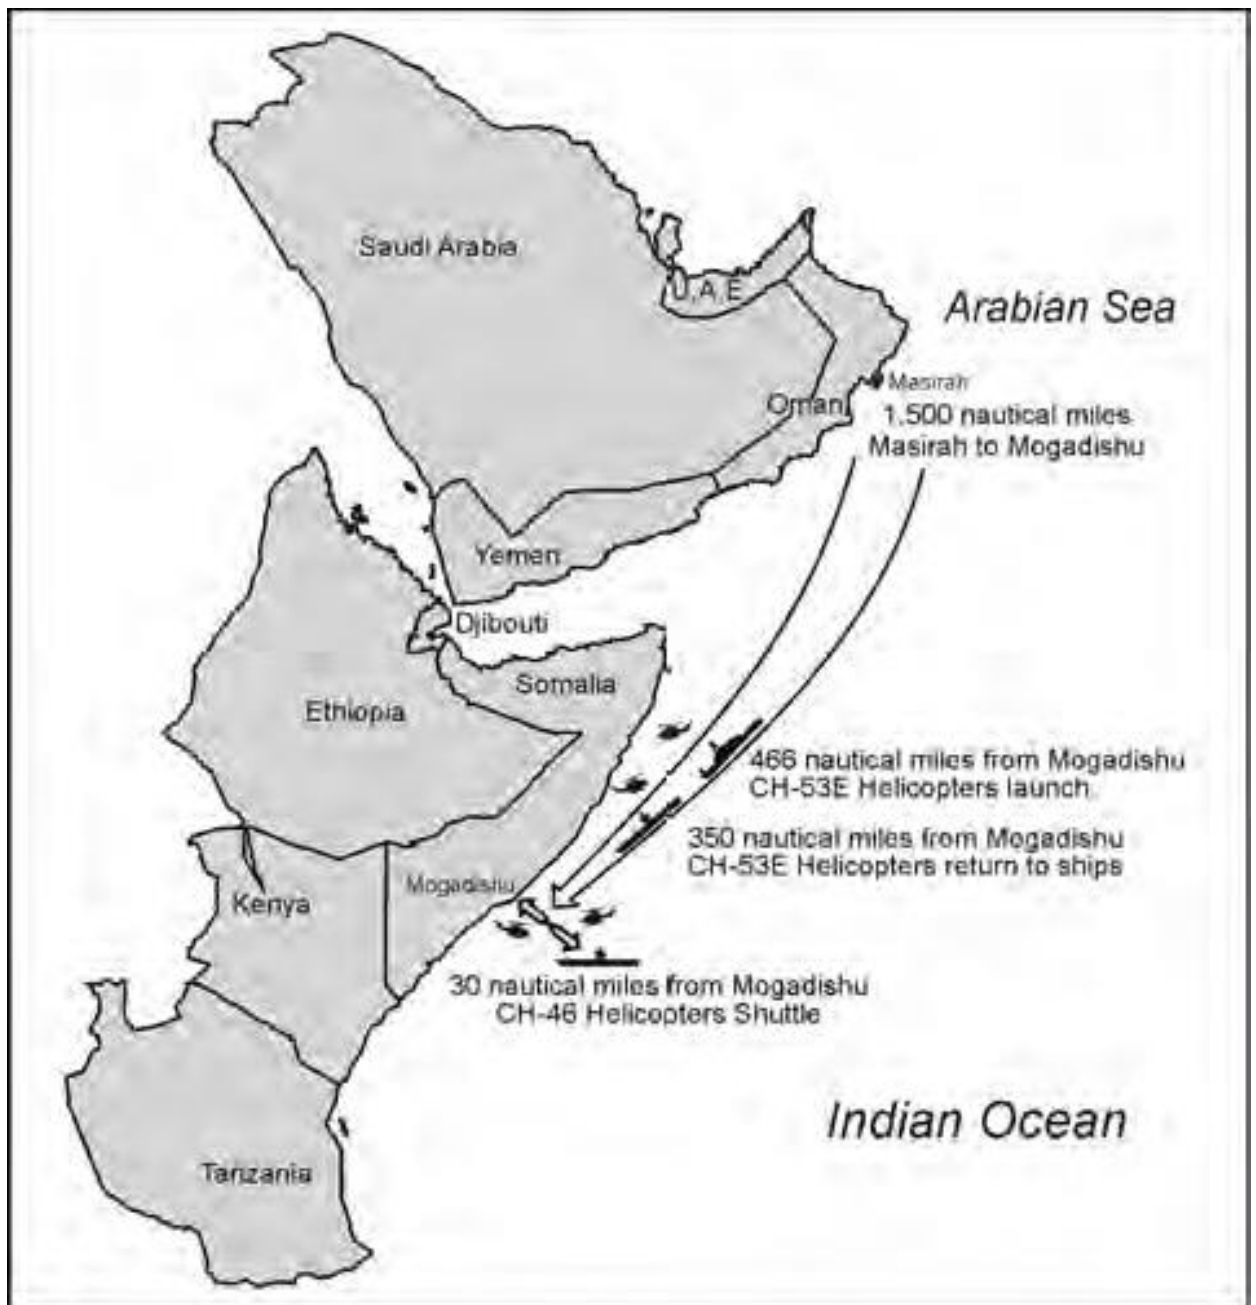 Saudi Arabia
U.A.E
Arabian Sea
Masirah
Oman
1,500 nautical miles
Masirah to Mogadishu
Yemen
Djibouti
Somalia
Ethiopia
466 nautical miles from Mogadishu
CH-53E Helicopters launch.
350 nautical miles from Mogadishu
CH-53E Helicopters return to ships
Mogadishu
Kenya
30 nautical miles from Mogadishu
CH-46 Helicopters Shuttle
Indian Ocean
Tanzania